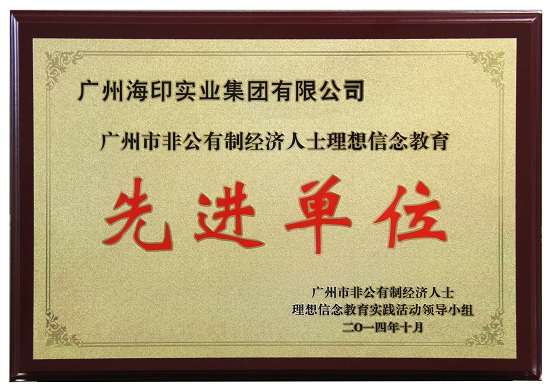 广州海印实业集团有限公司
广州市非公有制经济人士理想信念教育
先进单位
广州市非公有制经济人士
理想信念教育实践活动领导小组
二O一四年十月